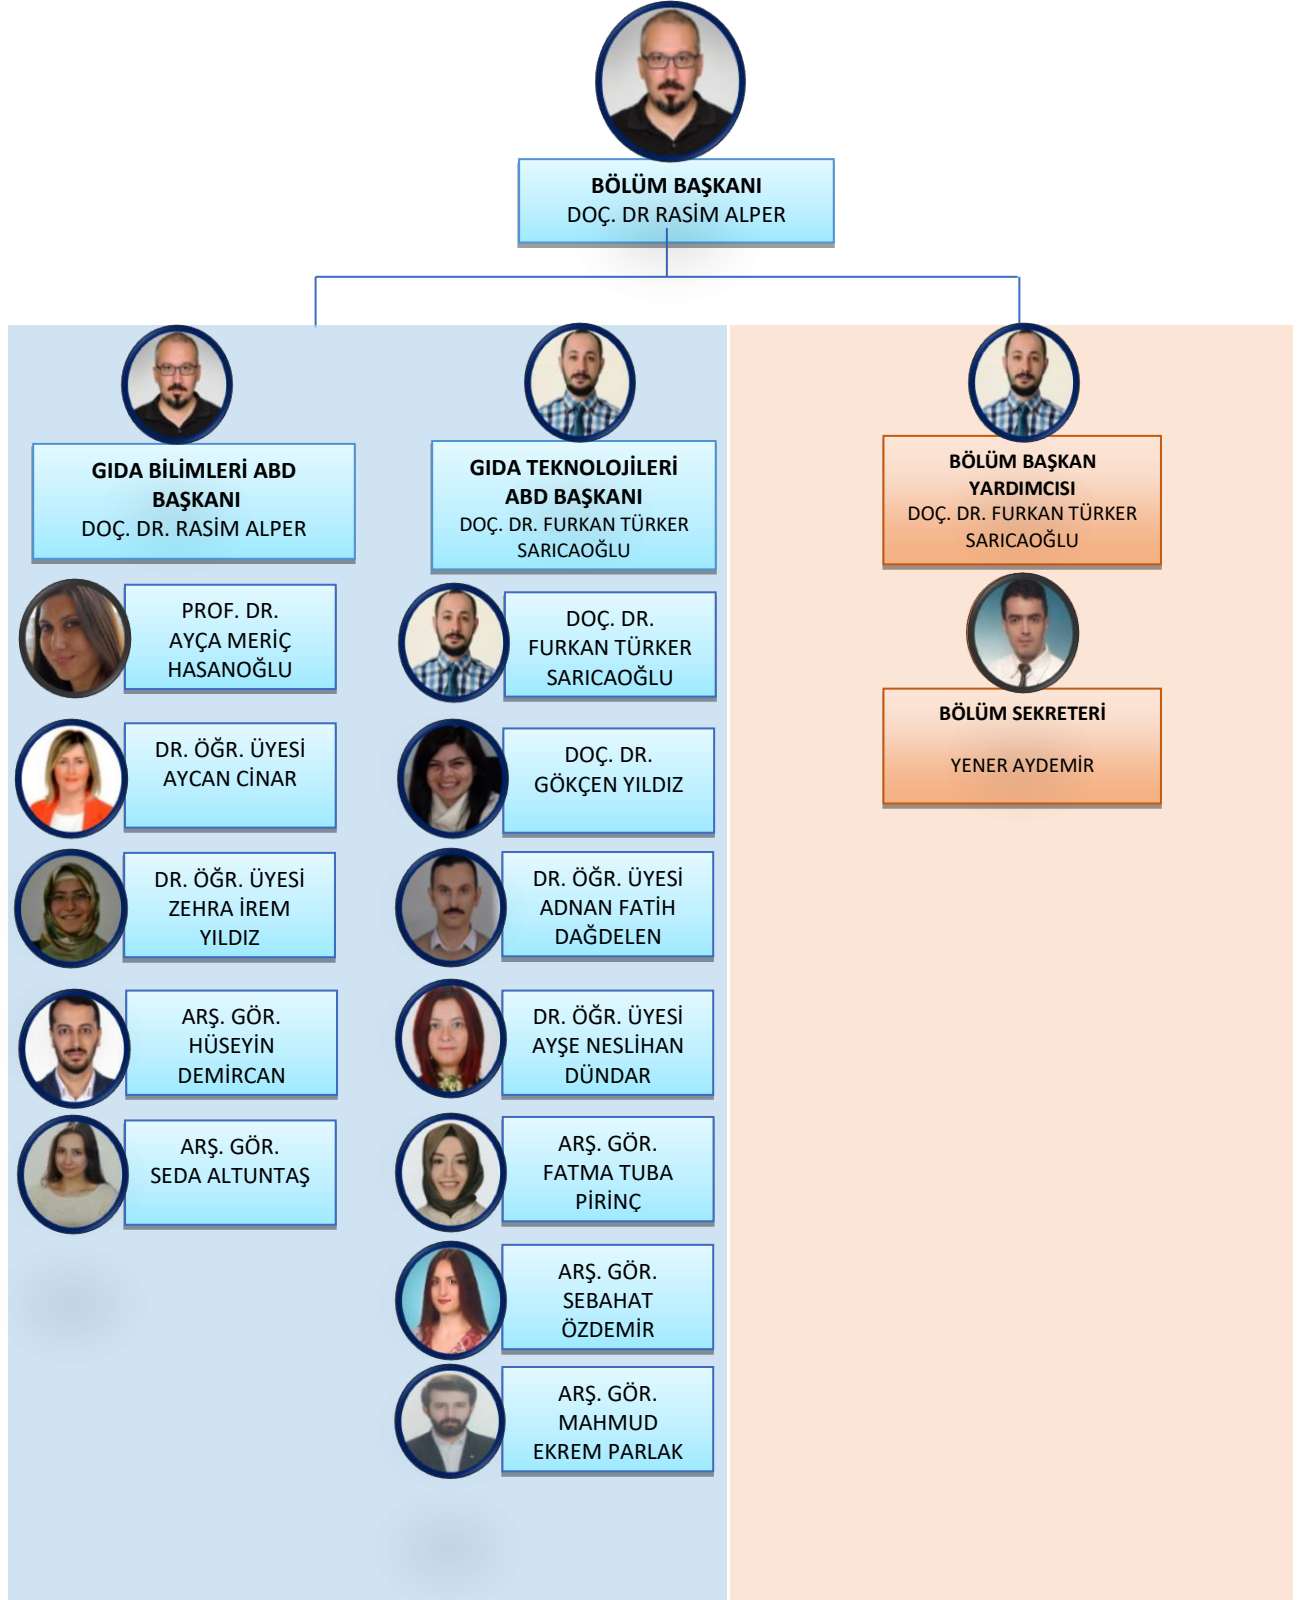 BÖLÜM BAŞKANI
DOÇ. DR RASİM ALPER
GIDA BİLİMLERİ ABD
BAŞKANI
DOÇ. DR. RASİM ALPER
PROF. DR.
AYÇA MERİÇ
HASANOĞLU
DR. ÖĞR. ÜYESİ
AYCAN CİNAR
DR. ÖĞR. ÜYESİ
ZEHRA İREM
YILDIZ
ARŞ. GÖR.
HÜSEYİN
DEMİRCAN
ARŞ. GÖR.
SEDA ALTUNTAŞ
GIDA TEKNOLOJİLERİ
ABD BAŞKANI
DOÇ. DR. FURKAN TÜRKER
SARICAOĞLU
DOÇ. DR.
FURKAN TÜRKER
SARICAOĞLU
DOÇ. DR.
GÖKÇEN YILDIZ
DR. ÖĞR. ÜYESİ
ADNAN FATİH
DAĞDELEN
DR. ÖĞR. ÜYESİ
AYŞE NESLİHAN
DÜNDAR
ARŞ. GÖR.
FATMA TUBA
PİRİNÇ
ARŞ. GÖR.
SEBAHAT
ÖZDEMİR
ARŞ. GÖR.
MAHMUD
EKREM PARLAK
BÖLÜM BAŞKAN
YARDIMCISI
DOÇ. DR. FURKAN TÜRKER
SARICAOĞLU
BÖLÜM SEKRETERİ
YENER AYDEMİR